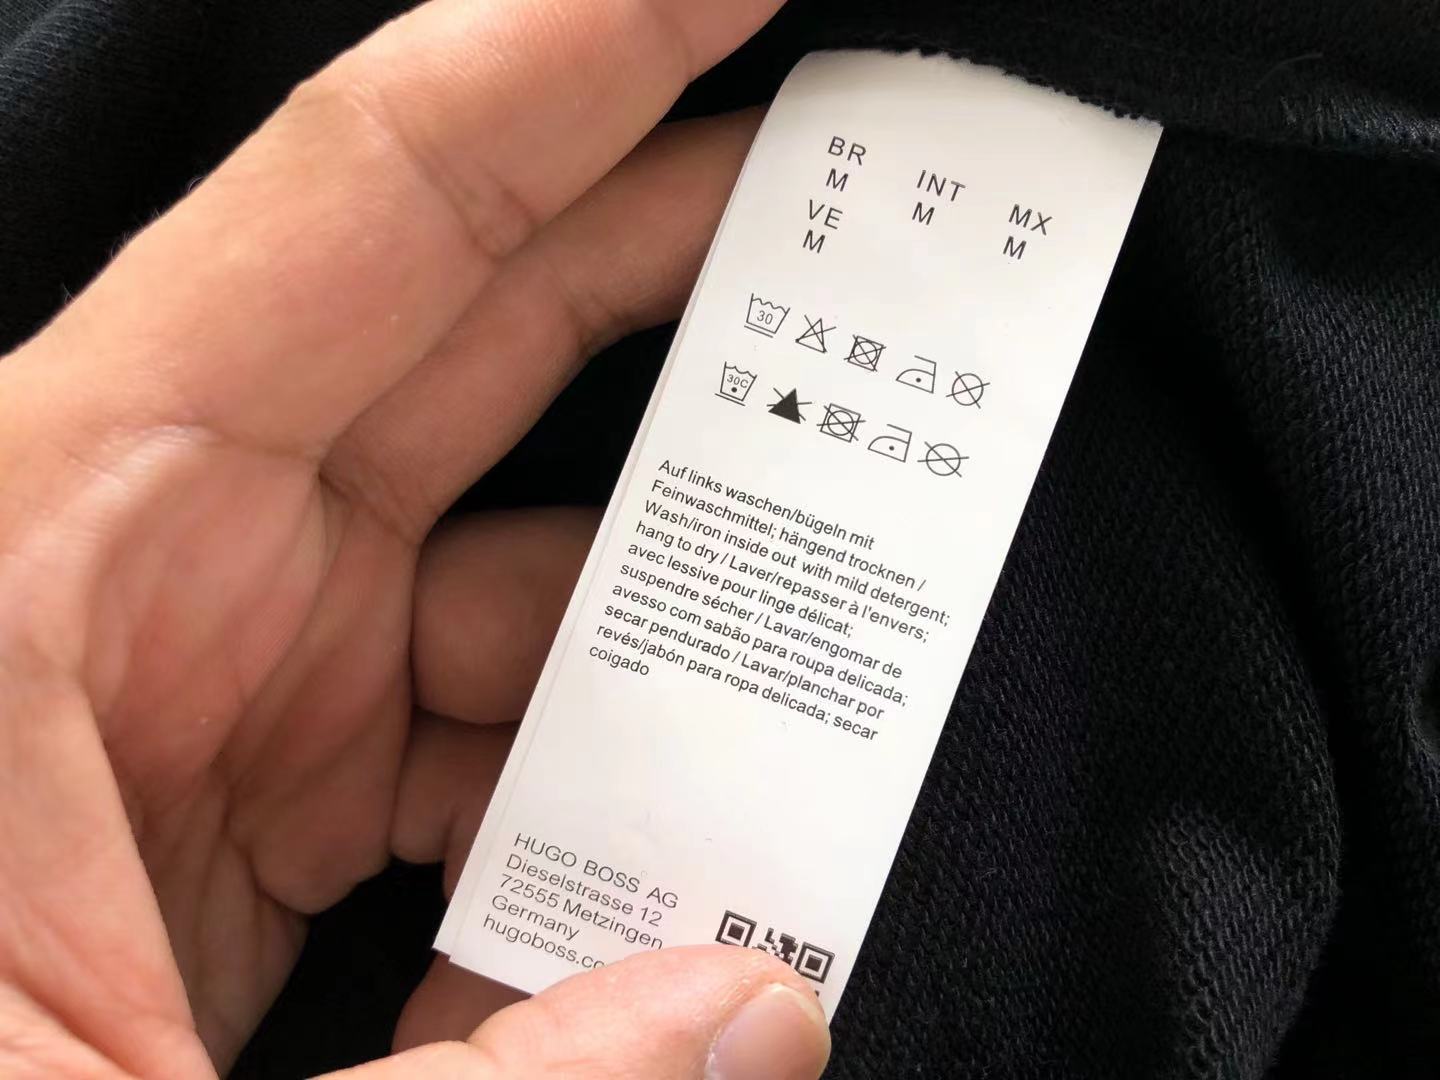 BR INT MX
M M M
VE
M
30
30C
Auf links waschen/bügeln mit
Feinwaschmittel; hängend trocknen /
Wash/iron inside out with mild detergent;
hang to dry / Laver/repasser à l'envers;
avec lessive pour linge délicat;
suspendre sécher / Lavar/engomar de
avesso com sabão para roupa delicada;
secar pendurado / Lavar/planchar por
revés/jabón para ropa delicada; secar
coigado
HUGO BOSS AG
Dieselstrasse 12
72555 Metzingen
Germany